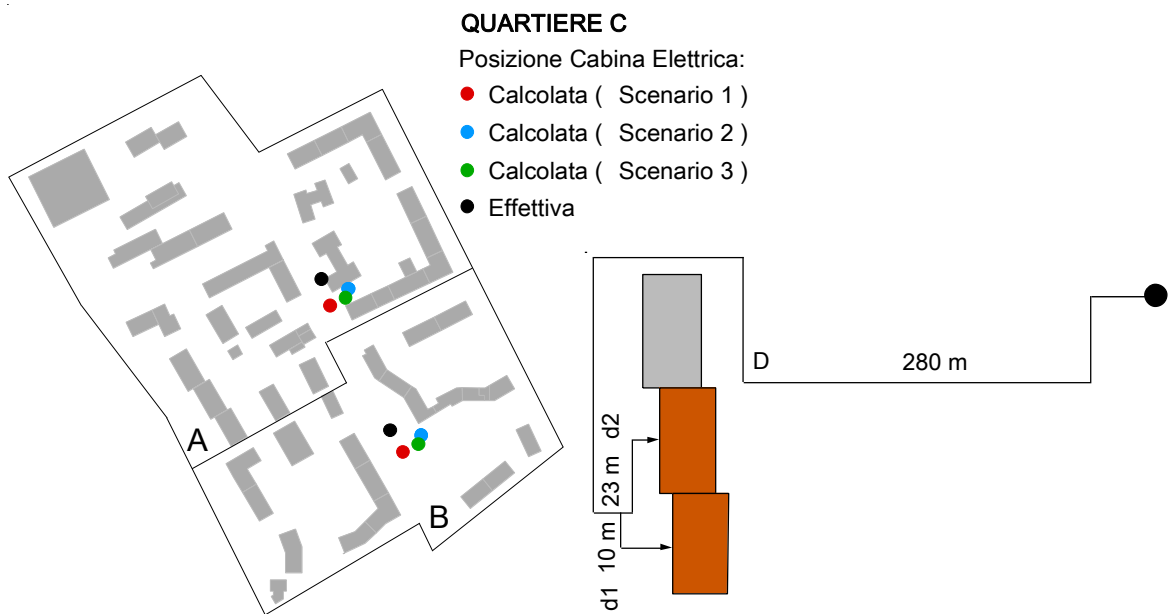 QUARTIERE C
Posizione Cabina Elettrica:
Calcolata ( Scenario 1 )
Calcolata ( Scenario 2 )
Calcolata ( Scenario 3 )
Effettiva
A
B
D
280 m
23 m d2
d1 10 m